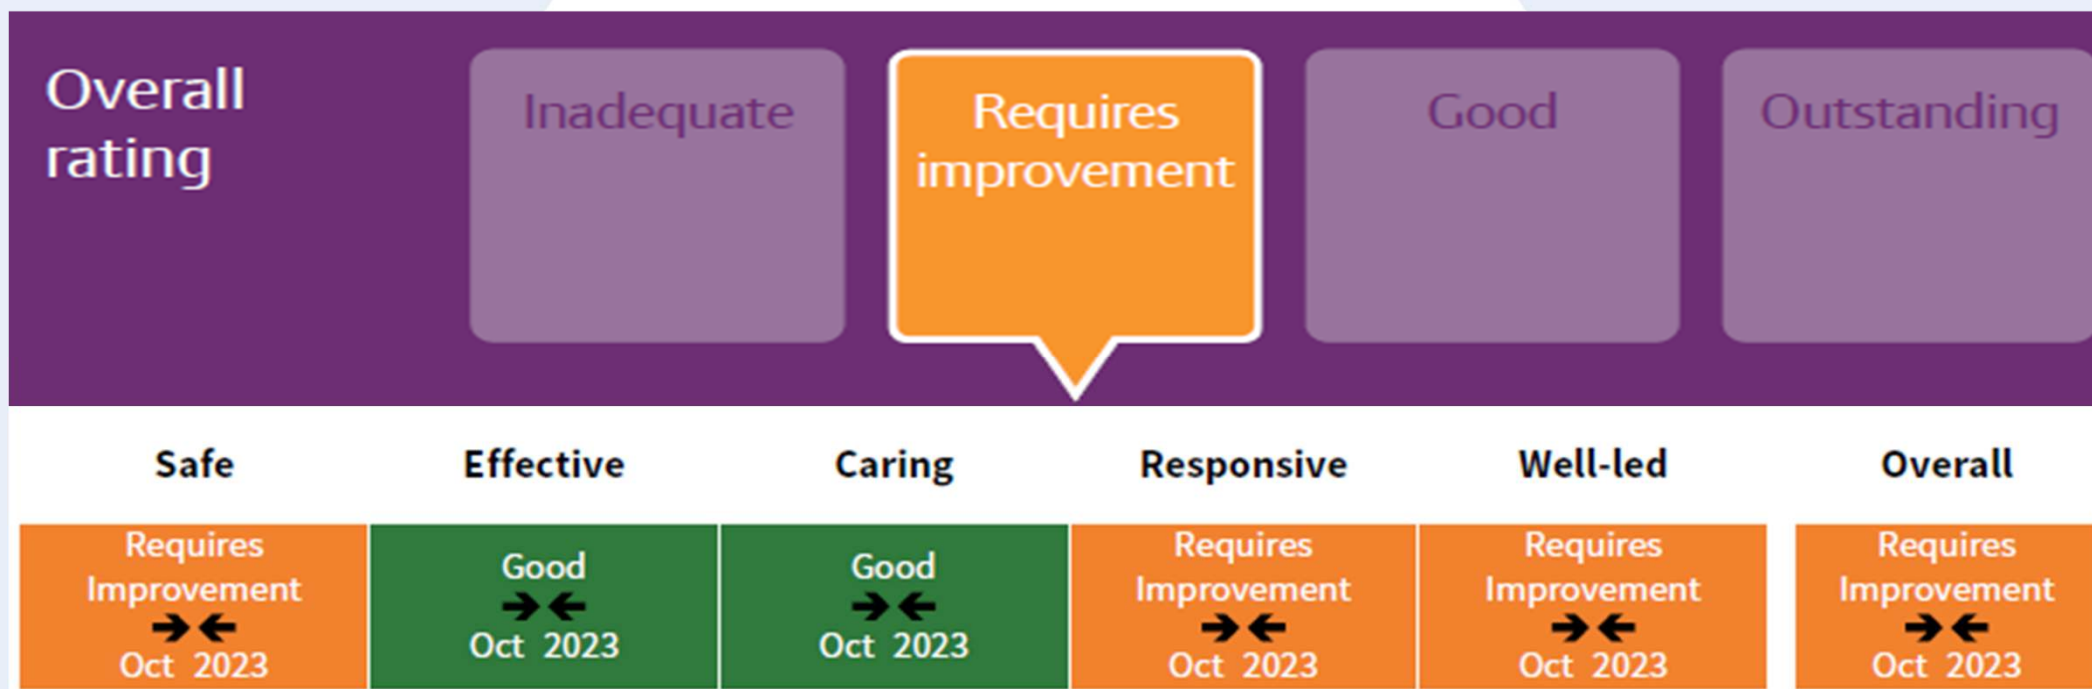 Overall
rating
Inadequate
Requires
improvement
Good
Outstanding
Safe Effective Caring Responsive Well-led Overall
Requires
Improvement
→←
Oct 2023
Good
→←
Oct 2023
Good
→←
Oct 2023
Requires
Improvement
→←
Oct 2023
Requires
Improvement
→←
Oct 2023
Requires
Improvement
→←
Oct 2023